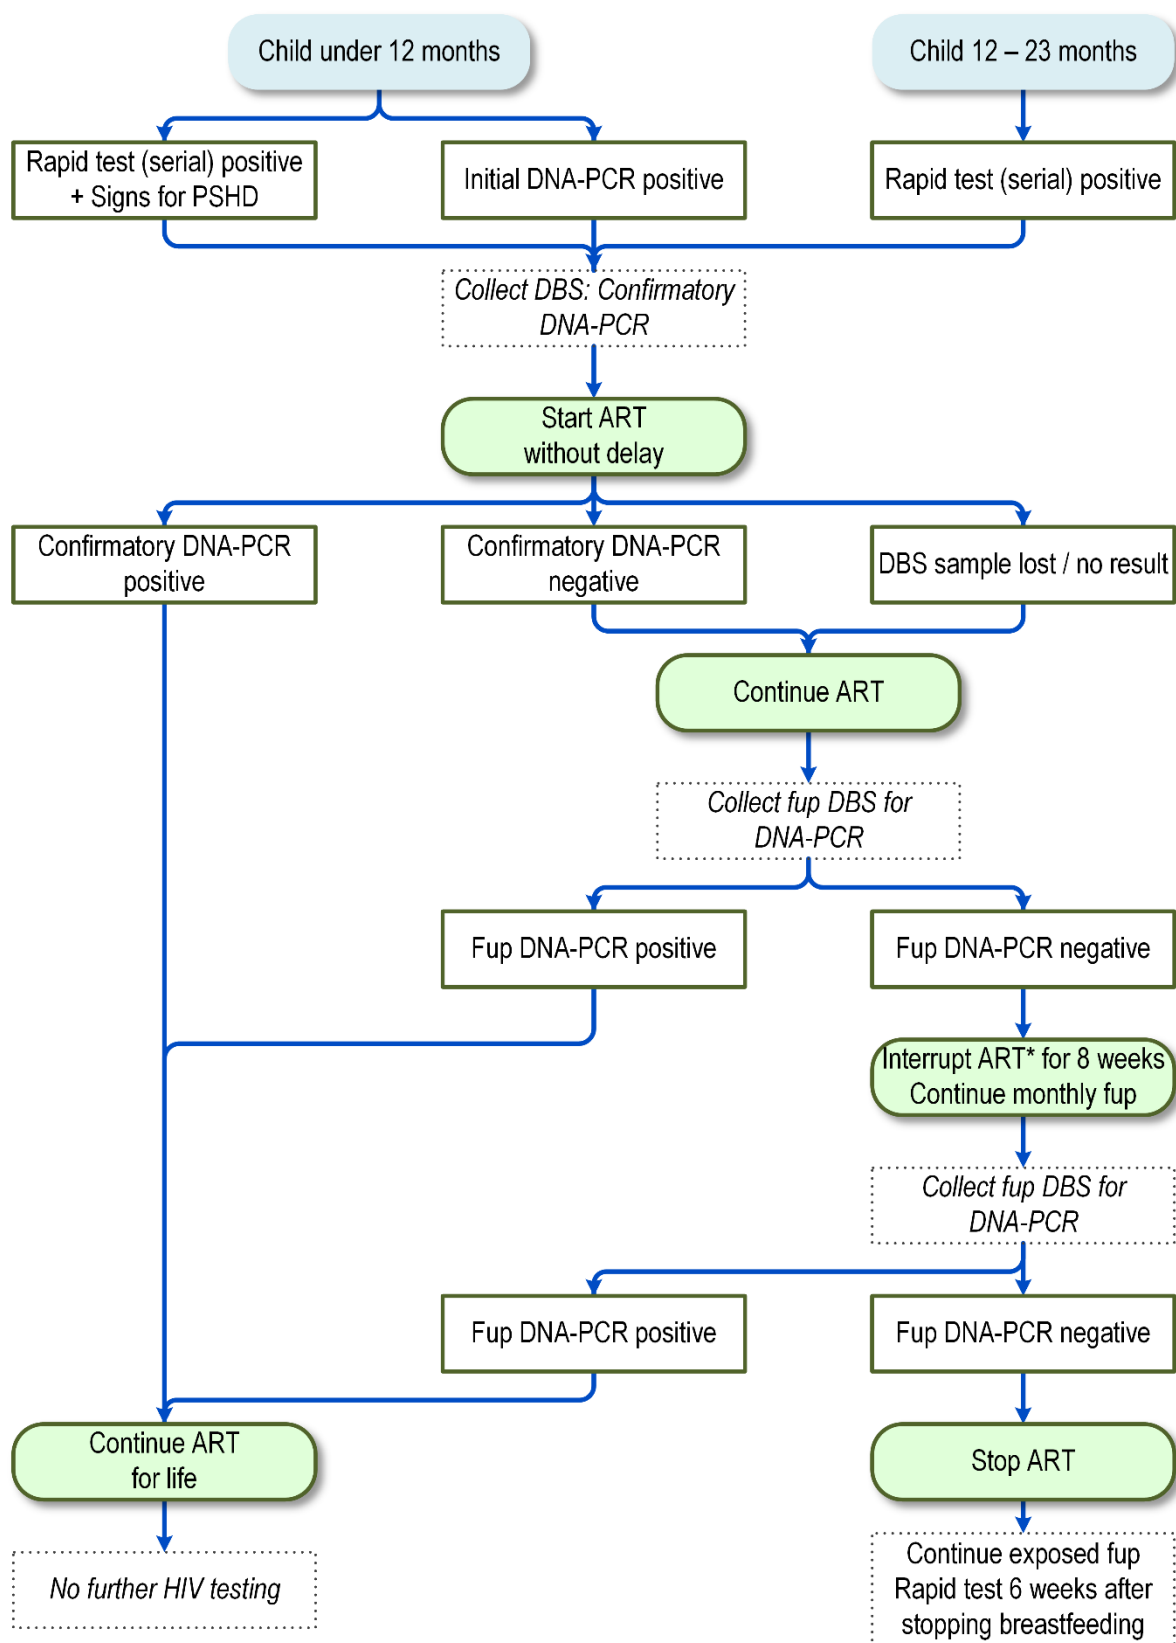 Child under 12 months
Child 12 – 23 months
Rapid test (serial) positive
+ Signs for PSHD
Initial DNA-PCR positive
Rapid test (serial) positive
Collect DBS: Confirmatory
DNA-PCR
Start ART
without delay
Confirmatory DNA-PCR
positive
Confirmatory DNA-PCR
negative
DBS sample lost / no result
Continue ART
Collect fup DBS for
DNA-PCR
Fup DNA-PCR positive
Fup DNA-PCR negative
Interrupt ART* for 8 weeks
Continue monthly fup
Collect fup DBS for
DNA-PCR
Fup DNA-PCR positive
Fup DNA-PCR negative
Continue ART
for life
Stop ART
No further HIV testing
Continue exposed fup
Rapid test 6 weeks after
stopping breastfeeding